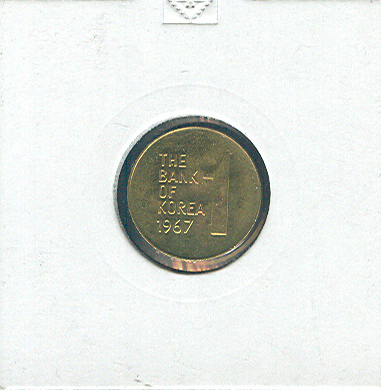 THE
BANK
OF
KOREA
1967
1